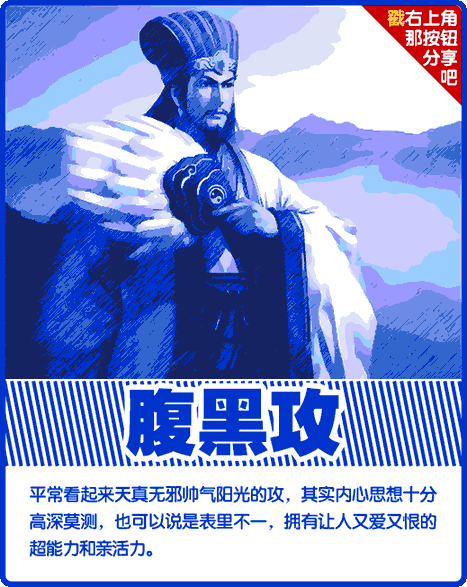 戳右上角
那按钮
分享
吧
腹黑攻
平常看起来天真无邪帅气阳光的攻，其实内心思想十分
高深莫测，也可以说是表里不一，拥有让人又爱又恨的
超能力和亲活力。